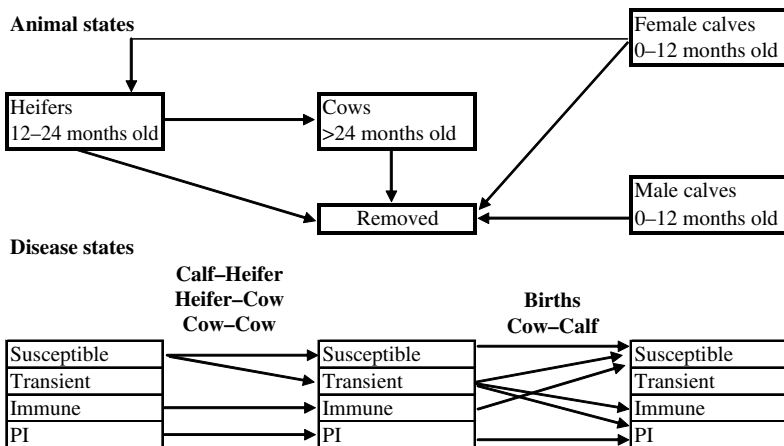 Animal states
Female calves
0–12 months old
Heifers
12–24 months old
Cows
>24 months old
Removed
Male calves
0–12 months old
Disease states
Calf–Heifer
Heifer–Cow
Cow–Cow
Births
Cow–Calf
Susceptible
Transient
Immune
PI
Susceptible
Transient
Immune
PI
Susceptible
Transient
Immune
PI